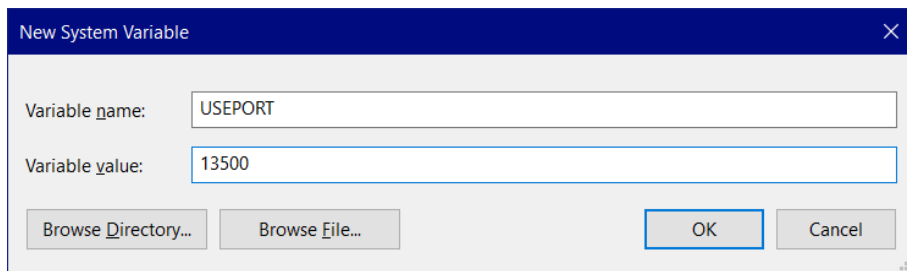 New System Variable
Variable name: USEPORT
Variable value: 13500
Browse Directory... Browse File... OK Cancel